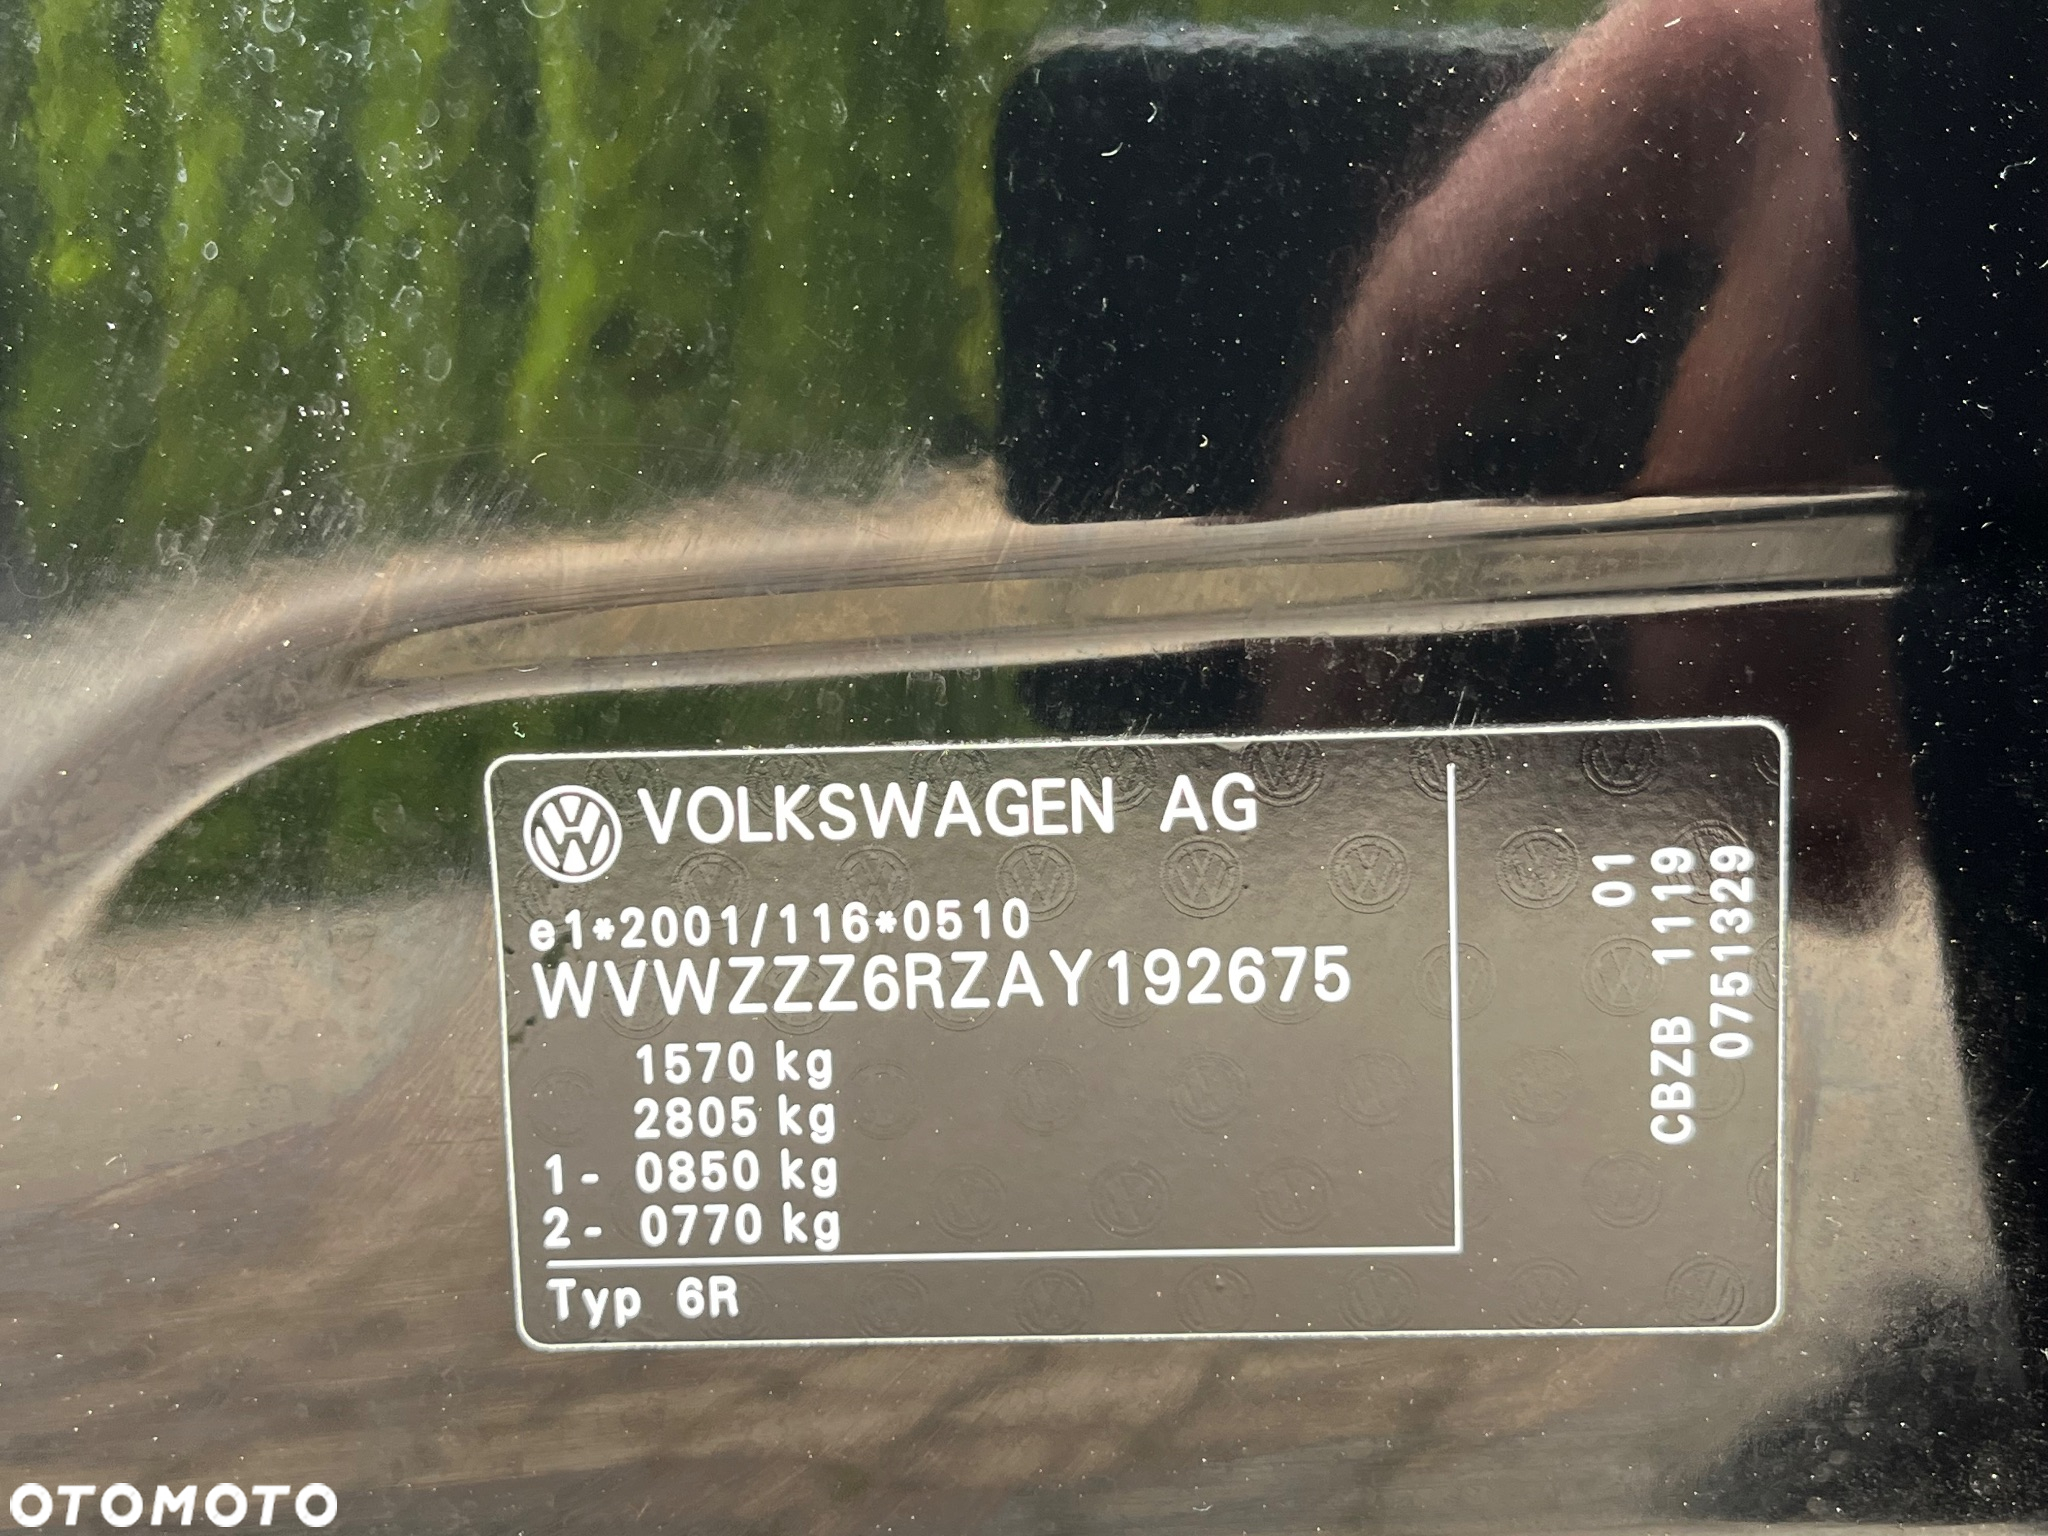 VOLKSWAGEN AG
e1*2001/116*0510
WVWZZZ6RZAY192675
1570 kg
2805 kg
1- 0850 kg
2- 0770 kg
Typ 6R
01
CBZB 1119
0751329
OTOMOTO